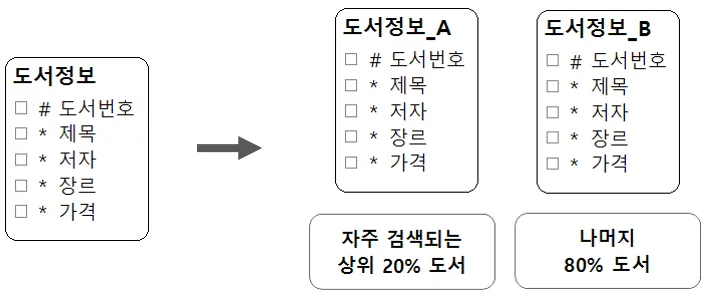 도서정보
□ # 도서번호
□ * 제목
□ * 저자
□ * 장르
□ * 가격
도서정보_A
□ # 도서번호
□ * 제목
□ * 저자
□ * 장르
□ * 가격
자주 검색되는
상위 20% 도서
도서정보_B
□ # 도서번호
□ * 제목
□ * 저자
□ * 장르
□ * 가격
나머지
80% 도서